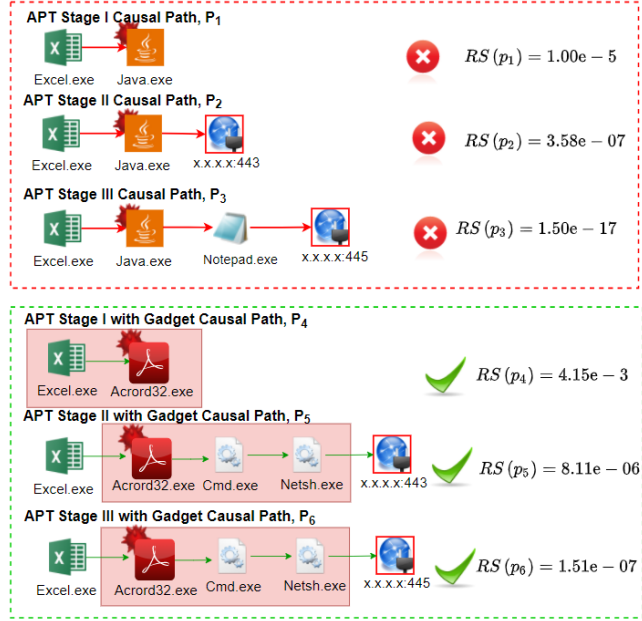 APT Stage I Causal Path, P1
Excel.exe Java.exe
RS (p1) = 1.00e − 5
APT Stage II Causal Path, P2
Excel.exe Java.exe x.x.x.x:443
RS (p2) = 3.58e − 07
APT Stage III Causal Path, P3
Excel.exe Java.exe Notepad.exe x.x.x.x:445
RS (p3) = 1.50e − 17
APT Stage I with Gadget Causal Path, P4
Excel.exe Acrord32.exe
RS (p4) = 4.15e − 3
APT Stage II with Gadget Causal Path, P5
Excel.exe Acrord32.exe Cmd.exe Netsh.exe x.x.x.x:443
RS (p5) = 8.11e − 06
APT Stage III with Gadget Causal Path, P6
Excel.exe Acrord32.exe Cmd.exe Netsh.exe x.x.x.x:445
RS (p6) = 1.51e − 07